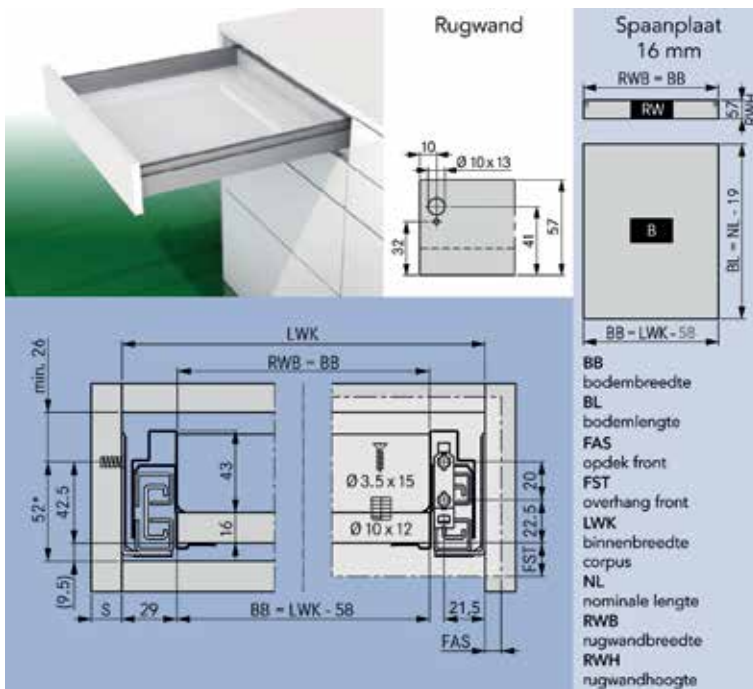 Rugwand
10
Ø 10 x 13
32
41
57
Spaanplaat
16 mm
RWB = BB
RW
57
RWH
B
BL = NL - 19
BB = LWK - 58
LWK
RWB = BB
min. 26
52*
42.5
(9.5)
43
16
Ø 3.5 x 15
Ø 10 x 12
20
22.5
FST
S
29
BB = LWK - 58
21,5
FAS
BB
bodembreedte
BL
bodemlengte
FAS
opdek front
FST
overhang front
LWK
binnenbreedte
corpus
NL
nominale lengte
RWB
rugwandbreedte
RWH
rugwandhoogte